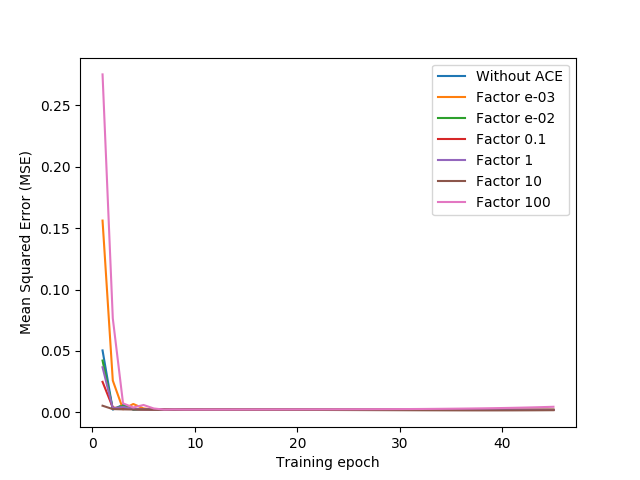 Without ACE
Factor e-03
Factor e-02
Factor 0.1
Factor 1
Factor 10
Factor 100
Mean Squared Error (MSE)
0.25
0.20
0.15
0.10
0.05
0.00
0 10 20 30 40
Training epoch